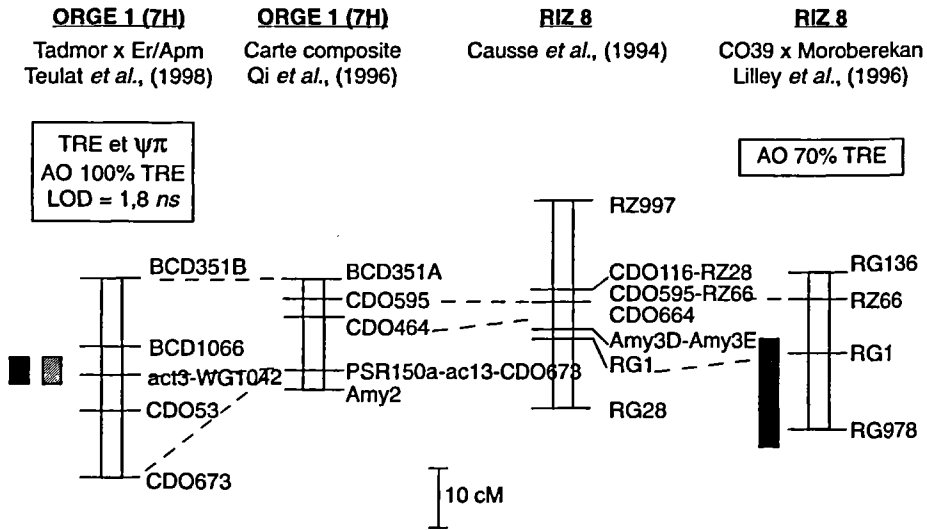 ORGE 1 (7H)
Tadmor x Er/Apm
Teulat et al., (1998)
ORGE 1 (7H)
Carte composite
Qi et al., (1996)
RIZ 8
Causse et al., (1994)
RIZ 8
CO39 x Moroberekan
Lilley et al., (1996)
TRE et ψπ
AO 100% TRE
LOD = 1,8 ns
AO 70% TRE
BCD351B
BCD1066
act3-WG1042
CDO53
CDO673
BCD351A
CDO595
CDO464
PSR150a-ac13-CDO673
Amy2
RZ997
CDO116-RZ28
CDO595-RZ66
CDO664
Amy3D-Amy3E
RG1
RG28
RG136
RZ66
RG1
RG978
10 cM